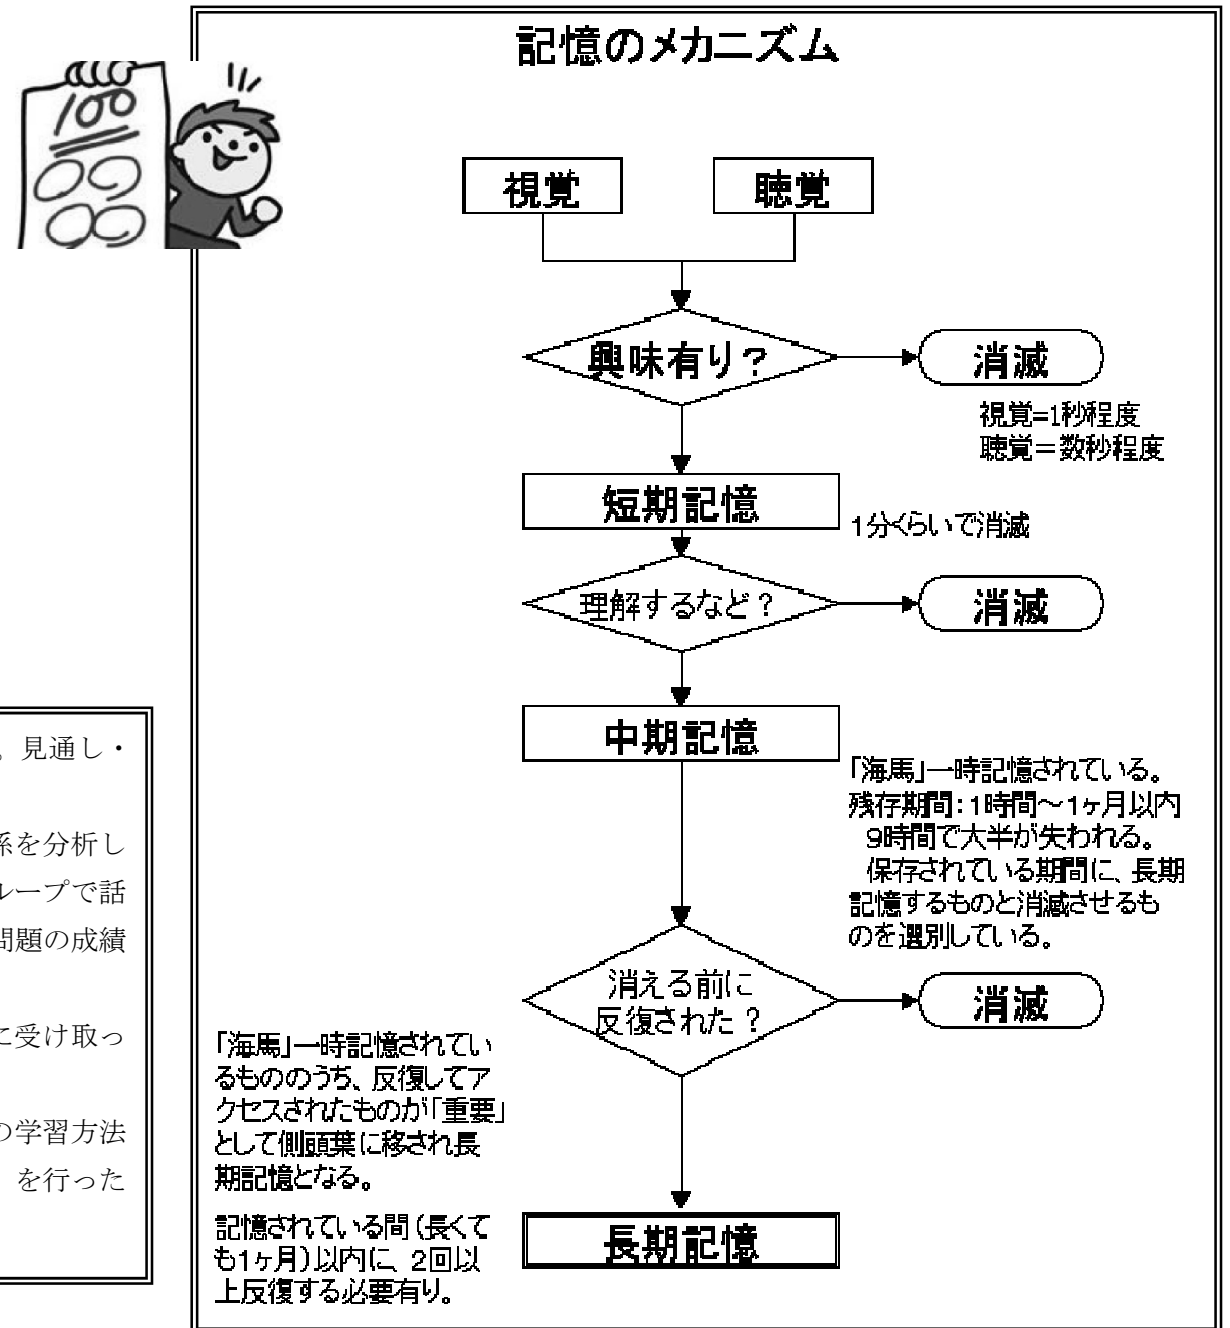 記憶のメカニズム
100
視覚
聴覚
興味有り？
消滅
視覚=1秒程度
聴覚＝数秒程度
短期記憶
1分くらいで消滅
理解するなど？
消滅
中期記憶
「海馬」一時記憶されている。
残存期間：1時間～1ヶ月以内
9時間で大半が失われる。
保存されている期間に、長期
記憶するものと消滅させるも
のを選別している。
消える前に
反復された？
消滅
「海馬」一時記憶されてい
るもののうち、反復してア
クセスされたものが「重要」
として側頭葉に移され長
期記憶となる。
記憶されている間（長くて
も1ヶ月）以内に、2回以
上反復する必要有り。
長期記憶
。見通し・
係を分析し
ループで話
問題の成績
に受け取っ
の学習方法
を行った